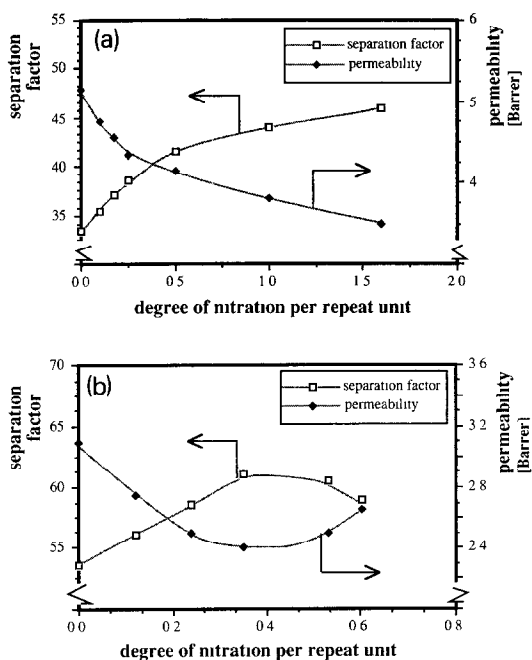 (a)
55
50
45
40
35
separation
factor
separation factor
permeability
6
5
4
permeability
[Barrer]
0 0
0 5
1 0
1 5
2 0
degree of nitration per repeat unit
(b)
70
65
60
55
separation
factor
separation factor
permeability
3 6
3 2
2 8
2 4
permeability
[Barrer]
0 0
0 2
0 4
0 6
0 8
degree of nitration per repeat unit